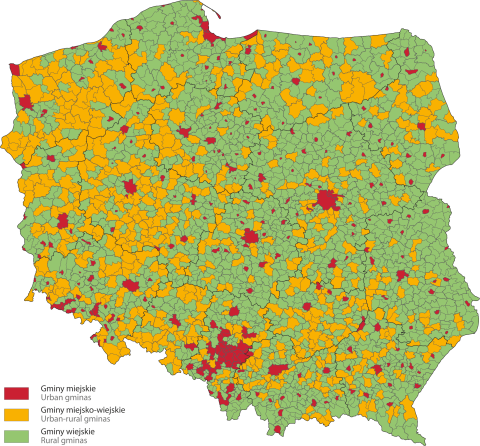 Gminy miejskie
Urban gminas
Gminy miejsko-wiejskie
Urban-rural gminas
Gminy wiejskie
Rural gminas